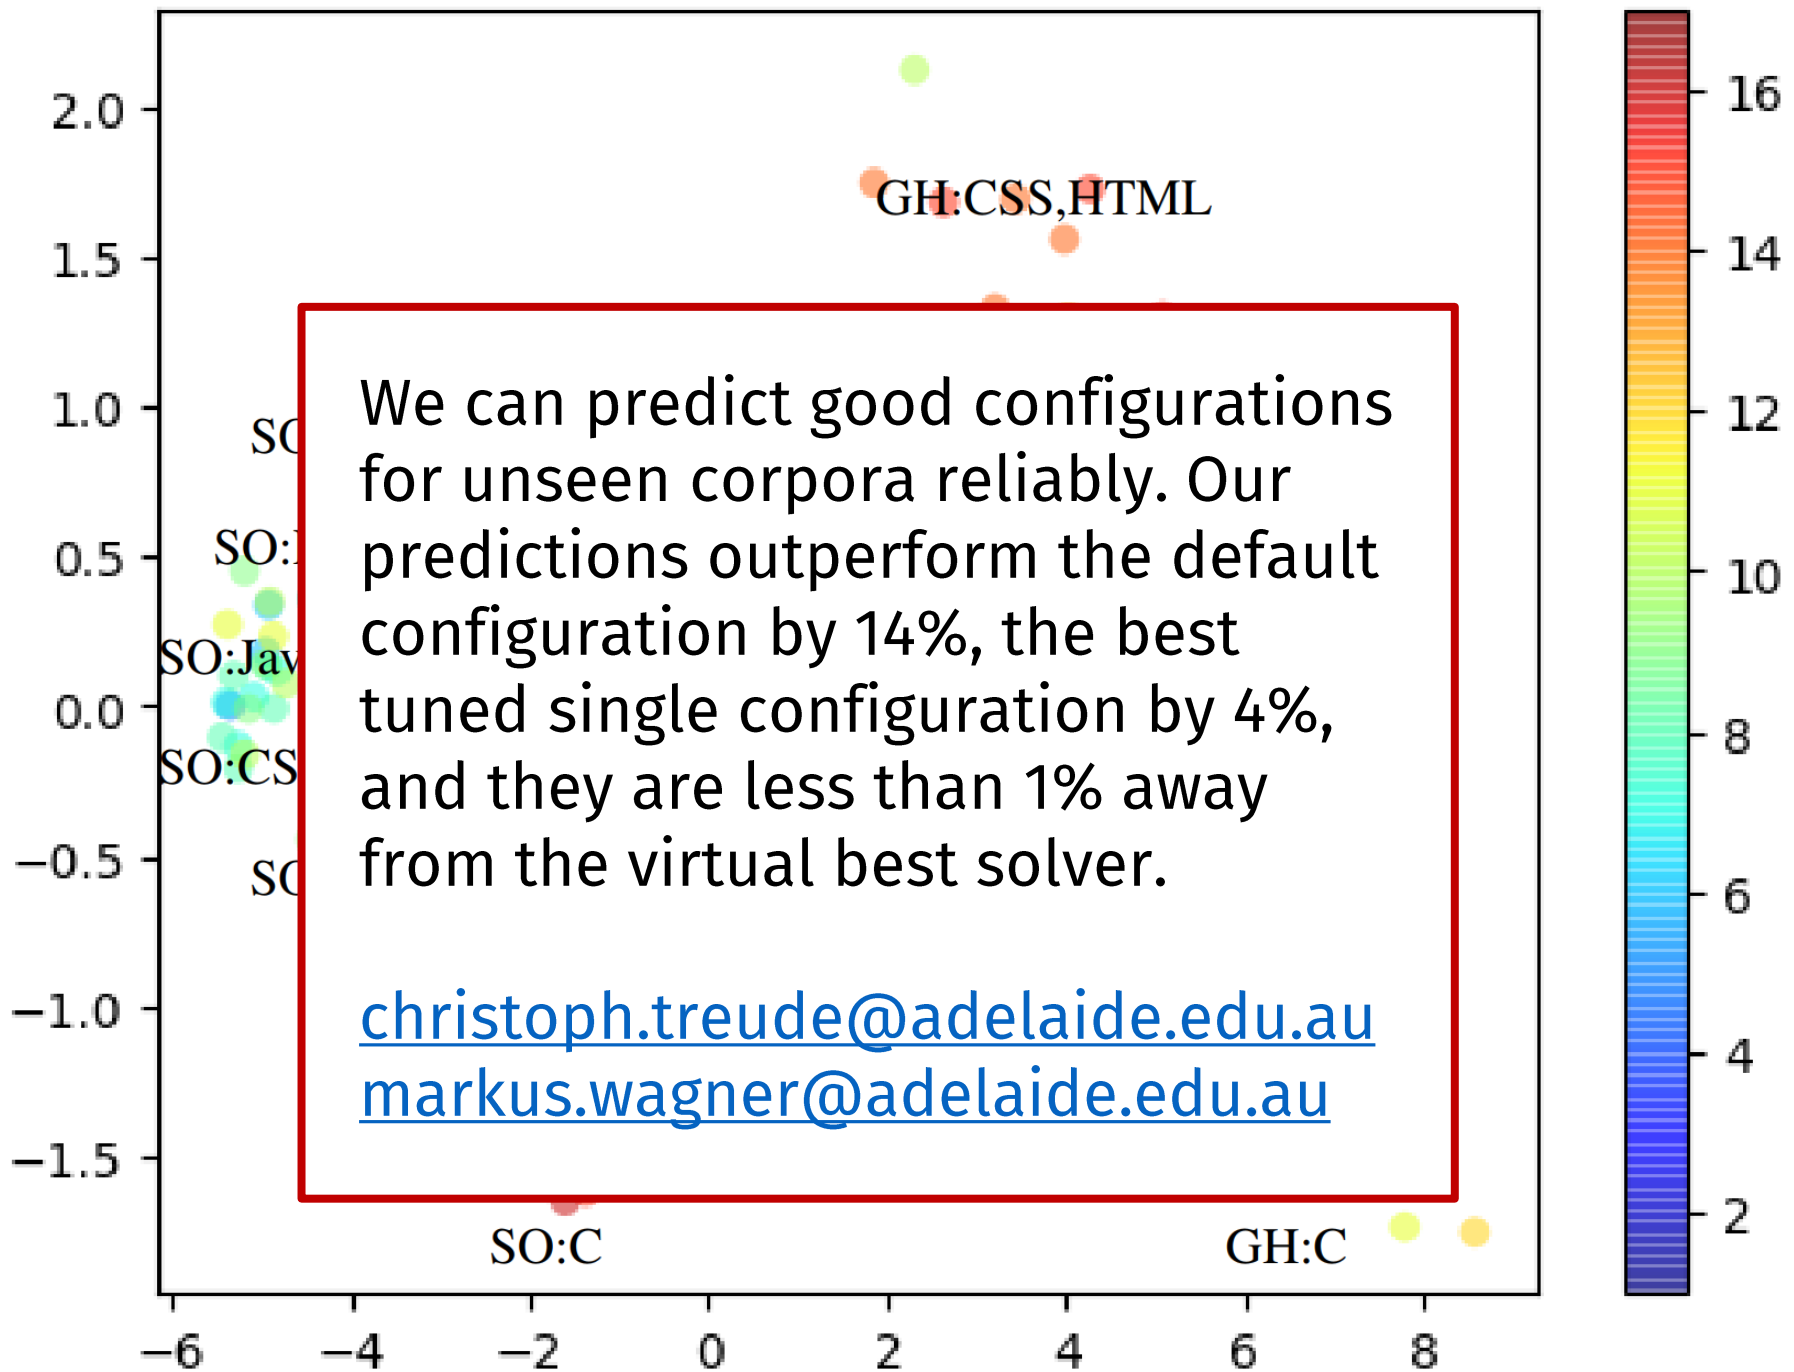 2.0
1.5
1.0
0.5
0.0
−0.5
−1.0
−1.5
−6 −4 −2 0 2 4 6 8
GH:CSS,HTML
SO:C
GH:C
We can predict good configurations
for unseen corpora reliably. Our
predictions outperform the default
configuration by 14%, the best
tuned single configuration by 4%,
and they are less than 1% away
from the virtual best solver.
christoph.treude@adelaide.edu.au
markus.wagner@adelaide.edu.au
16
14
12
10
8
6
4
2